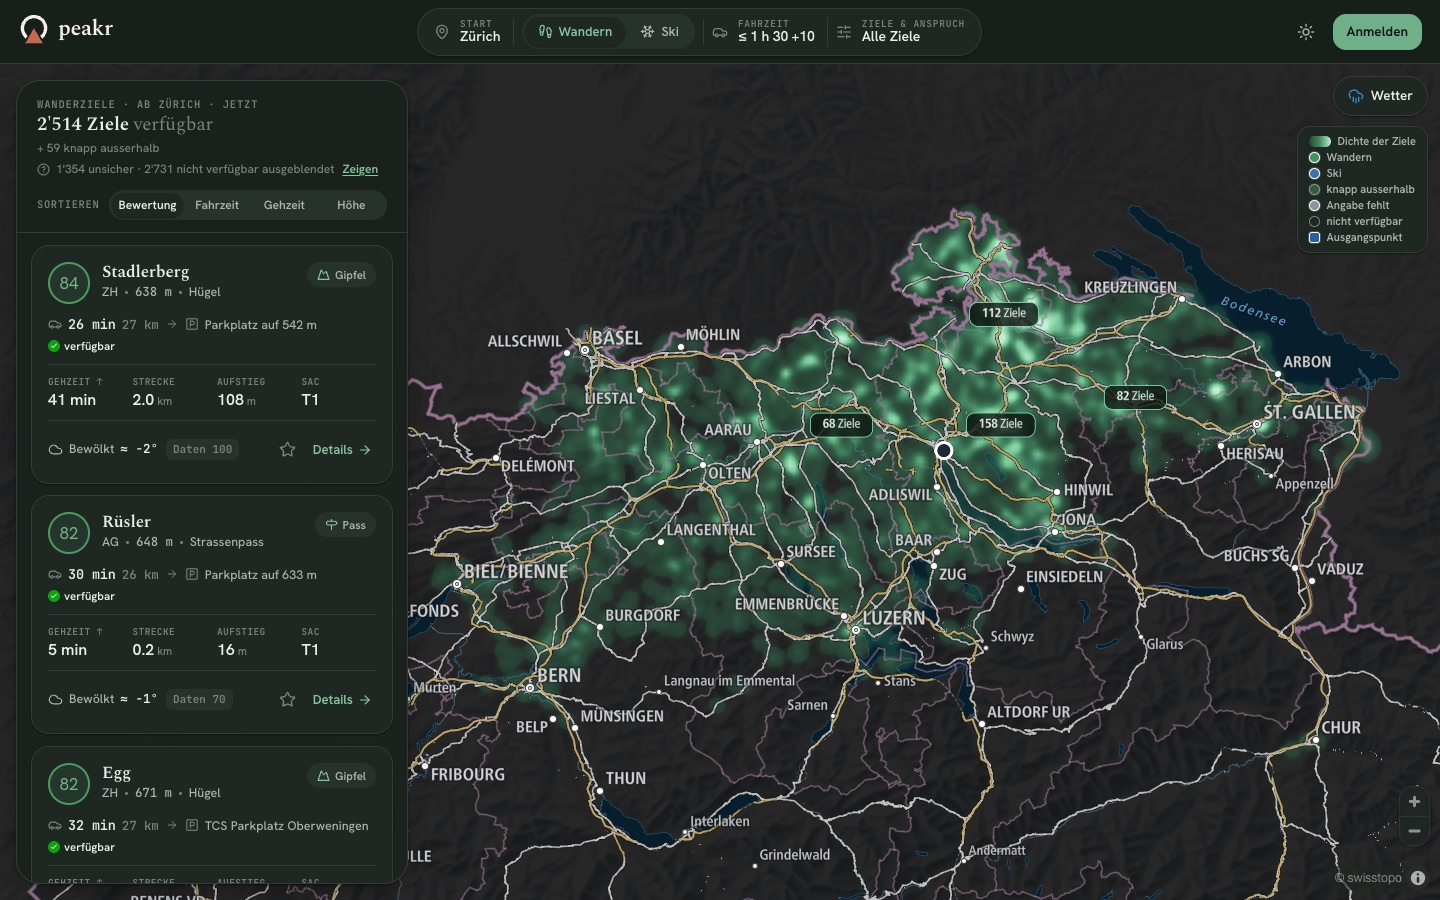 peakr
START
Zürich
Wandern
Ski
FAHRZEIT
≤ 1 h 30 +10
ZIELE & ANSPRUCH
Alle Ziele
Anmelden
WANDERZIELE · AB ZÜRICH · JETZT
2'514 Ziele verfügbar
+ 59 knapp ausserhalb
1'354 unsicher · 2'731 nicht verfügbar ausgeblendet Zeigen
SORTIEREN Bewertung Fahrzeit Gehzeit Höhe
84
Stadlerberg
Gipfel
ZH • 638 m • Hügel
26 min 27 km → P Parkplatz auf 542 m
verfügbar
GEHZEIT ↑ STRECKE AUFSTIEG SAC
41 min 2.0 km 108 m T1
Bewölkt ≈ -2° Daten 100 Details →
82
Rüsler
Pass
AG • 648 m • Strassenpass
30 min 26 km → P Parkplatz auf 633 m
verfügbar
GEHZEIT ↑ STRECKE AUFSTIEG SAC
5 min 0.2 km 16 m T1
Bewölkt ≈ -1° Daten 70 Details →
82
Egg
Gipfel
ZH • 671 m • Hügel
32 min 27 km → P TCS Parkplatz Oberweningen
verfügbar
GEHZEIT ↑ STRECKE AUFSTIEG SAC
Wetter
Dichte der Ziele
Wandern
Ski
knapp ausserhalb
Angabe fehlt
nicht verfügbar
Ausgangspunkt
KREUZLINGEN
Bodensee
112 Ziele
ALLSCHWIL
BASEL
MÖHLIN
ARBON
LIESTAL
82 Ziele
ST. GALLEN
AARAU
68 Ziele
158 Ziele
HERISAU
DELÉMONT
OLTEN
Appenzell
ADLISWIL
HINWIL
LANGENTHAL
JONA
SURSEE
BAAR
BUCHS SG
VADUZ
BIEL/BIENNE
ZUG
EINSIEDELN
FONDS
BURGDORF
EMMENBRÜCKE
LUZERN
Schwyz
Glarus
BERN
Langnau im Emmental
Stans
Murten
Sarnen
ALTDORF UR
BELP
MÜNSINGEN
CHUR
FRIBOURG
THUN
Interlaken
LLE
Grindelwald
Andermatt
+
−
© swisstopo